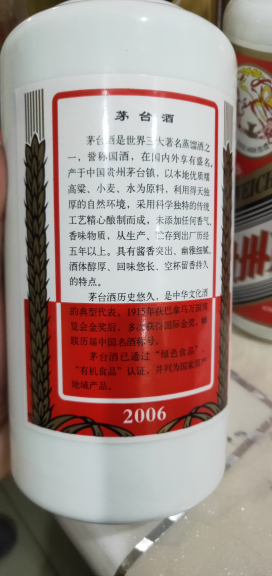 茅台酒
茅台酒是世界三大著名蒸馏酒之
一，誉称国酒，在国内外享有盛名。
产于中国贵州茅台镇，以本地优质糯
高粱、小麦、水为原料，利用得天独
厚的自然环境，采用科学独特的传统
工艺精心酿制而成，未添加任何香气、
香味物质，从生产、贮存到出厂历经
五年以上。具有酱香突出、幽雅细腻、
酒体醇厚、回味悠长、空杯留香持久
的特点。
茅台酒历史悠久，是中华文化酒
的典型代表。1915年获巴拿马万国博
览会金奖后，多次获得国际金奖，蝉
联历届中国名酒称号。
茅台酒已通过“绿色食品”、
“有机食品”认证，并列为国家原产
地域产品。
2006